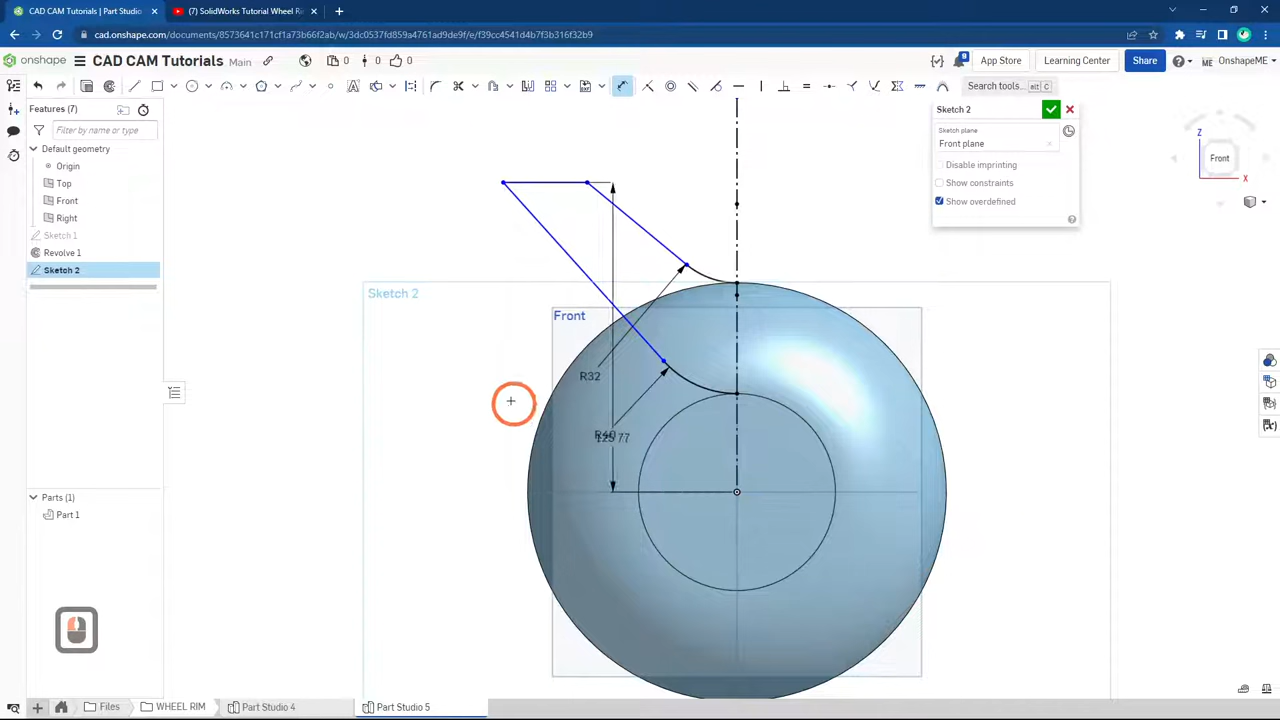 CAD CAM Tutorials | Part Studio
(7) SolidWorks Tutorial Wheel Ri
cad.onshape.com/documents/8573641c171cf1a73b66f2ab/w/3dc0537fd859a4761ad9de9f/e/f39cc4541d4b7f3b316f32b9
onshape
CAD CAM Tutorials
Main
0
0
0
9
App Store
Learning Center
Share
OnshapeME
Search tools...
alt
C
Features (7)
Filter by name or type
Default geometry
Origin
Top
Front
Right
Sketch 1
Revolve 1
Sketch 2
Sketch 2
Sketch plane
Front plane
Disable imprinting
Show constraints
Show overdefined
Z
Front
X
Sketch 2
Front
R32
Parts (1)
Part 1
Files
WHEEL RIM
Part Studio 4
Part Studio 5